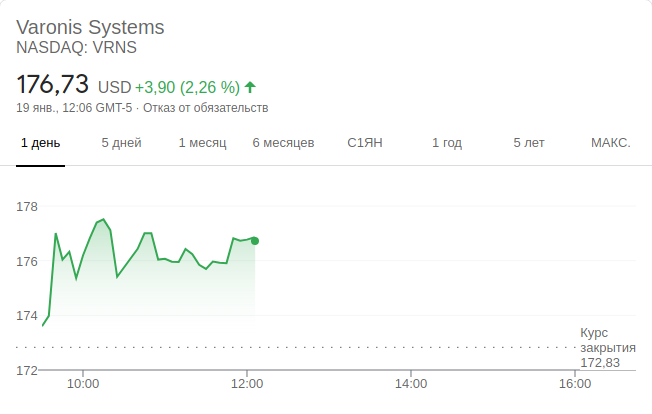 Varonis Systems
NASDAQ: VRNS
176,73 USD +3,90 (2,26 %)
19 янв., 12:06 GMT-5 · Отказ от обязательств
1 день 5 дней 1 месяц 6 месяцев С1ЯН 1 год 5 лет МАКС.
178
176
174
Курс
закрытия
172,83
172
10:00 12:00 14:00 16:00